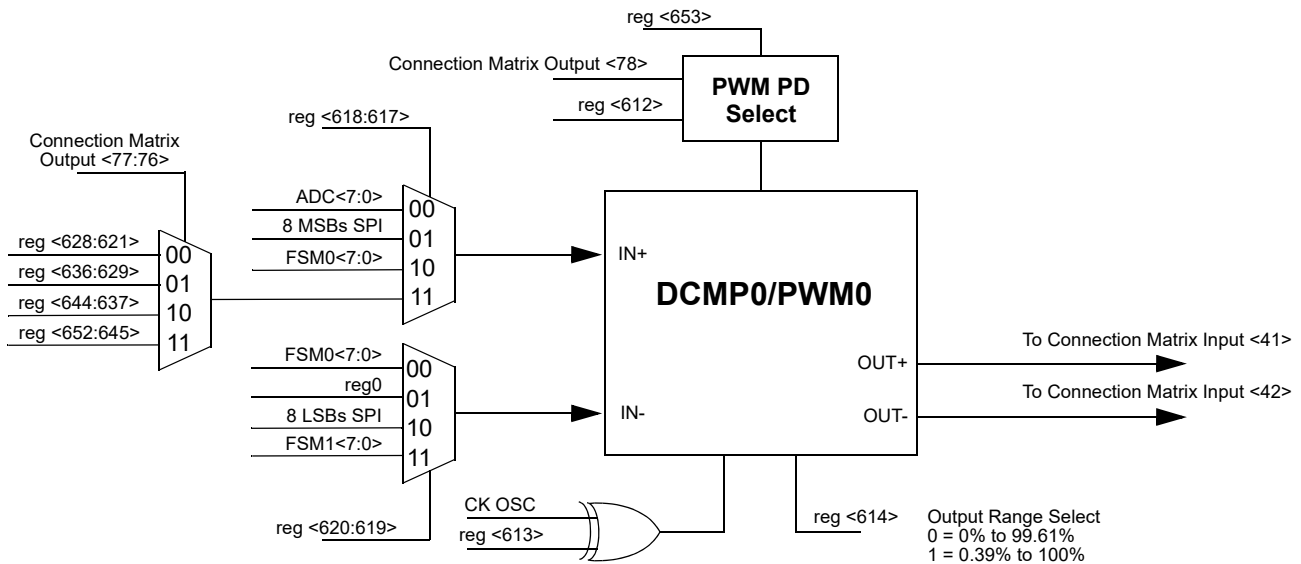 reg <653>
Connection Matrix Output <78>
reg <612>
PWM PD
Select
reg <618:617>
Connection Matrix
Output <77:76>
ADC<7:0>
8 MSBs SPI
FSM0<7:0>
00
01
10
11
reg <628:621>
reg <636:629>
reg <644:637>
reg <652:645>
00
01
10
11
IN+
DCMP0/PWM0
FSM0<7:0>
reg0
8 LSBs SPI
FSM1<7:0>
00
01
10
11
IN-
OUT+
OUT-
To Connection Matrix Input <41>
To Connection Matrix Input <42>
reg <620:619>
CK OSC
reg <613>
reg <614>
Output Range Select
0 = 0% to 99.61%
1 = 0.39% to 100%